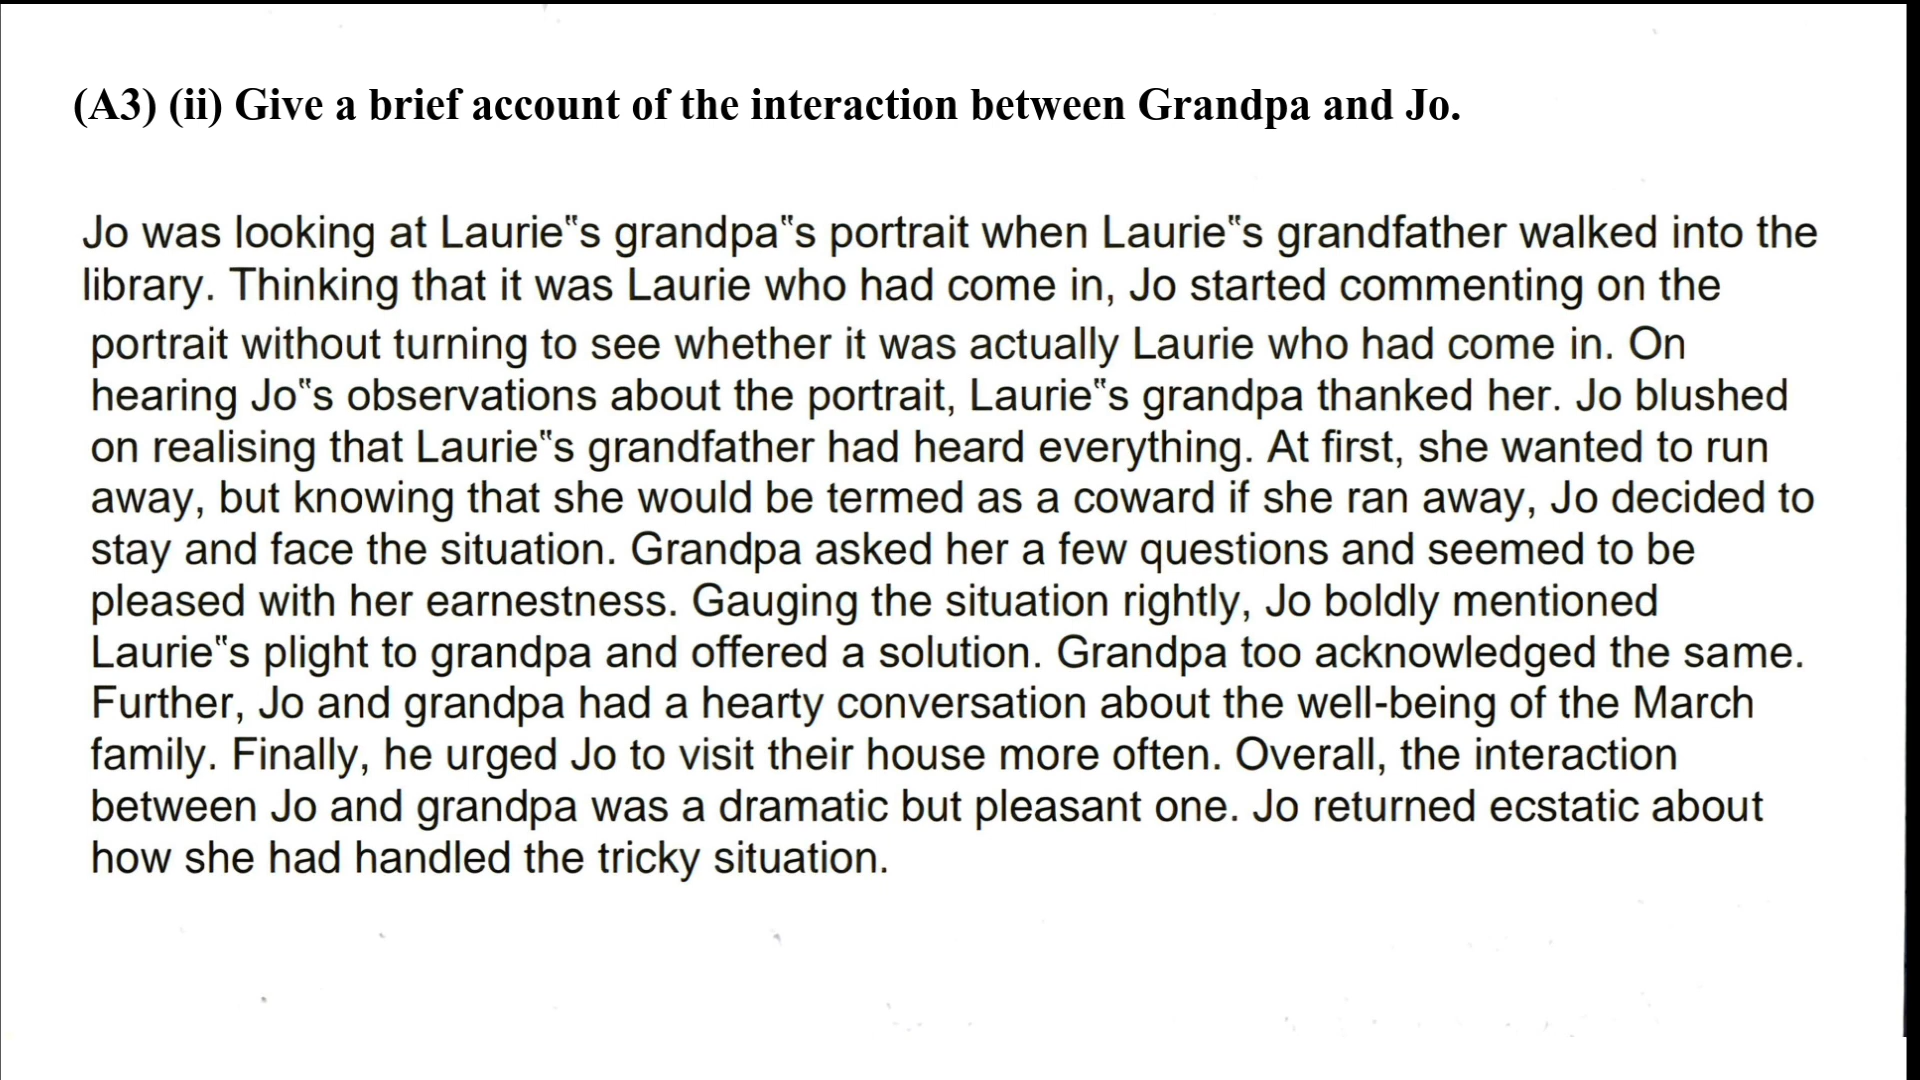 (A3) (ii) Give a brief account of the interaction between Grandpa and Jo.
Jo was looking at Laurie‟s grandpa‟s portrait when Laurie‟s grandfather walked into the
library. Thinking that it was Laurie who had come in, Jo started commenting on the
portrait without turning to see whether it was actually Laurie who had come in. On
hearing Jo‟s observations about the portrait, Laurie‟s grandpa thanked her. Jo blushed
on realising that Laurie‟s grandfather had heard everything. At first, she wanted to run
away, but knowing that she would be termed as a coward if she ran away, Jo decided to
stay and face the situation. Grandpa asked her a few questions and seemed to be
pleased with her earnestness. Gauging the situation rightly, Jo boldly mentioned
Laurie‟s plight to grandpa and offered a solution. Grandpa too acknowledged the same.
Further, Jo and grandpa had a hearty conversation about the well-being of the March
family. Finally, he urged Jo to visit their house more often. Overall, the interaction
between Jo and grandpa was a dramatic but pleasant one. Jo returned ecstatic about
how she had handled the tricky situation.